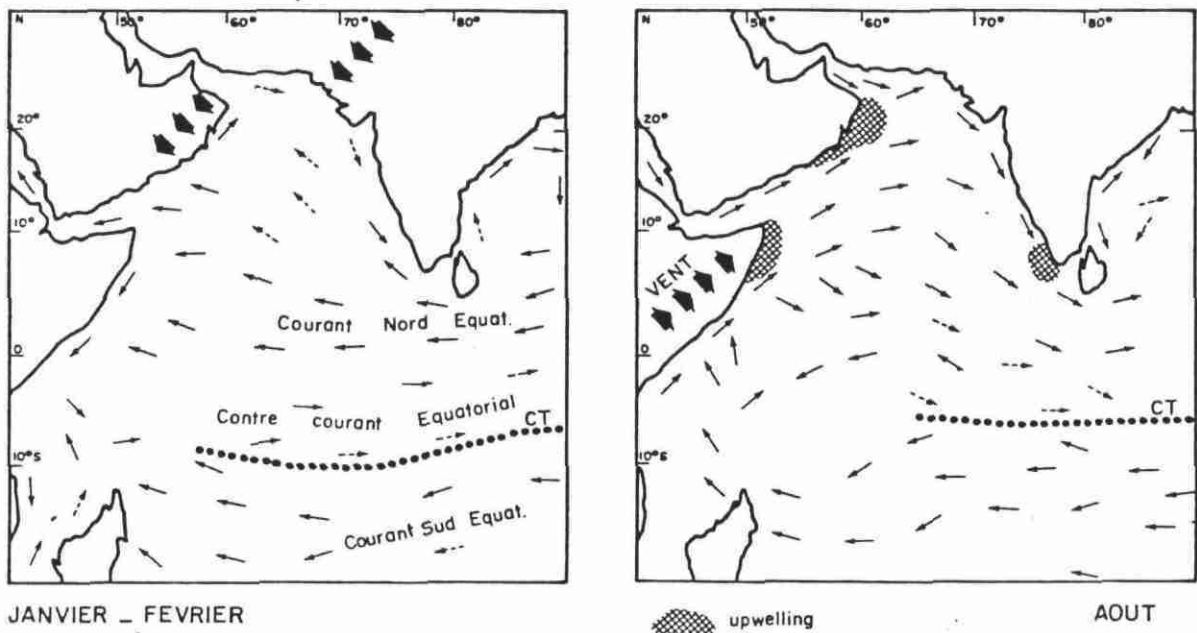 N 50° 60° 70° 80°
20°
10°
0
10°S
Courant Nord Equat.
Contre courant Equatorial
CT
Courant Sud Equat.
JANVIER _ FEVRIER
N 50° 60° 70° 80°
20°
10°
VENT
0
CT
10°S
upwelling
AOUT